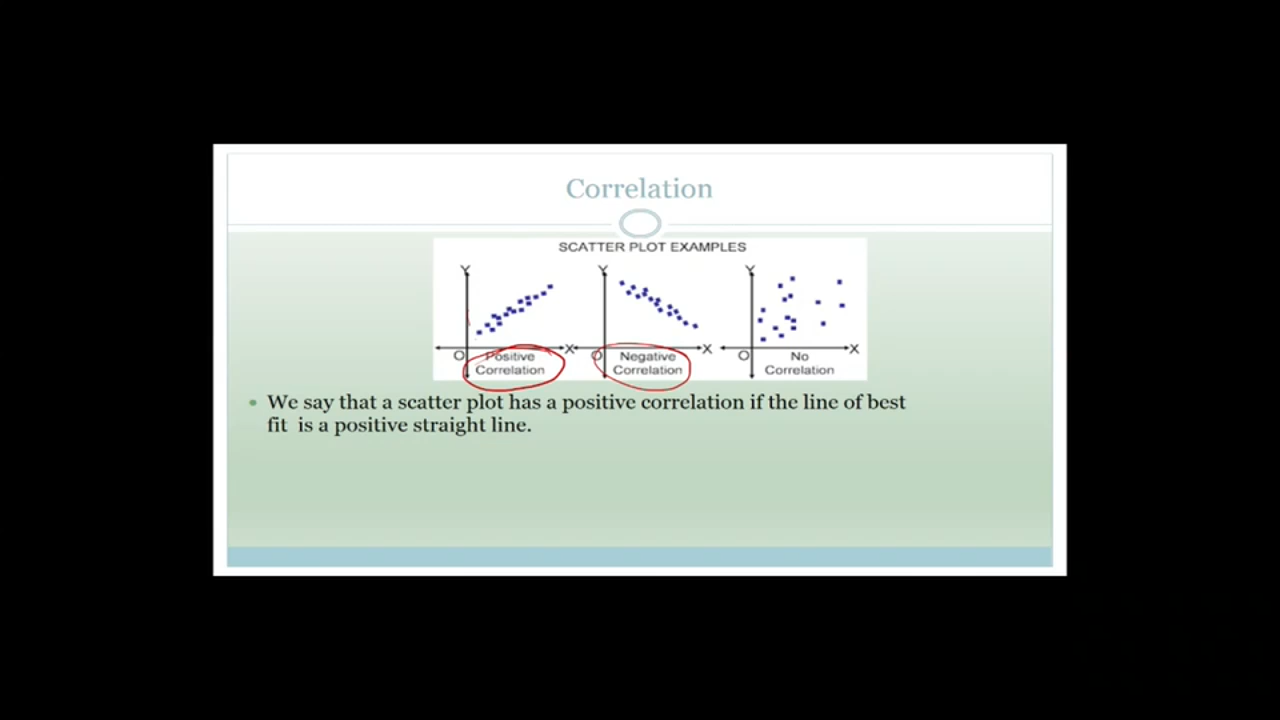 Correlation
SCATTER PLOT EXAMPLES
Y Y Y
O X O X O X
Positive Negative No
Correlation Correlation Correlation
• We say that a scatter plot has a positive correlation if the line of best
fit is a positive straight line.